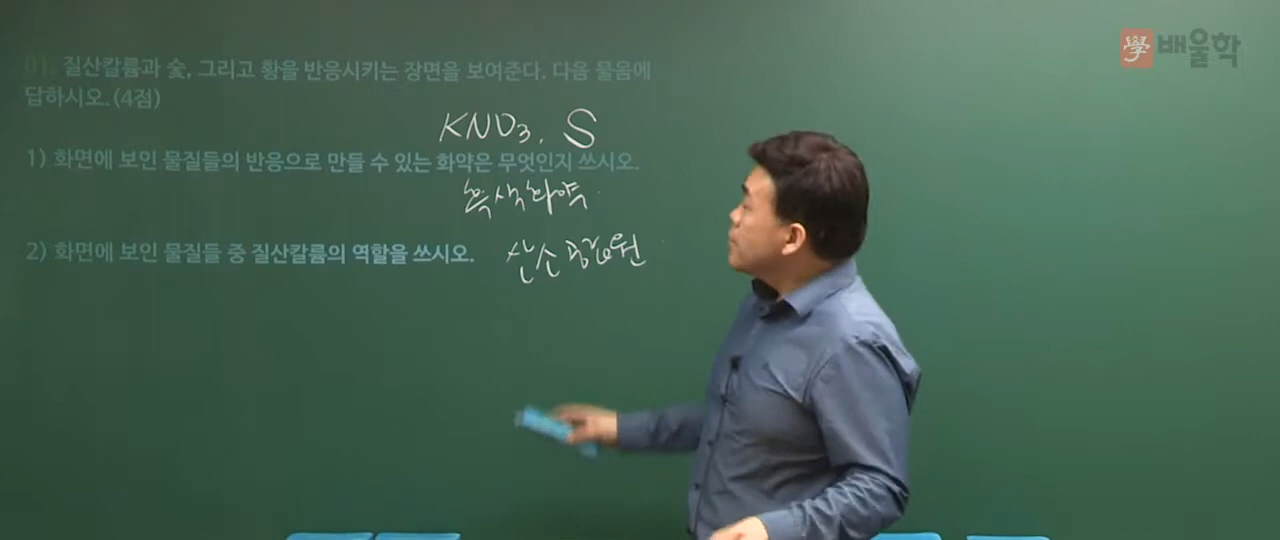 學 배울학
01. 질산칼륨과 숯, 그리고 황을 반응시키는 장면을 보여준다. 다음 물음에
답하시오. (4점)
KNO₃, S
1) 화면에 보인 물질들의 반응으로 만들 수 있는 화약은 무엇인지 쓰시오.
흑색화약
2) 화면에 보인 물질들 중 질산칼륨의 역할을 쓰시오. 산소공급원